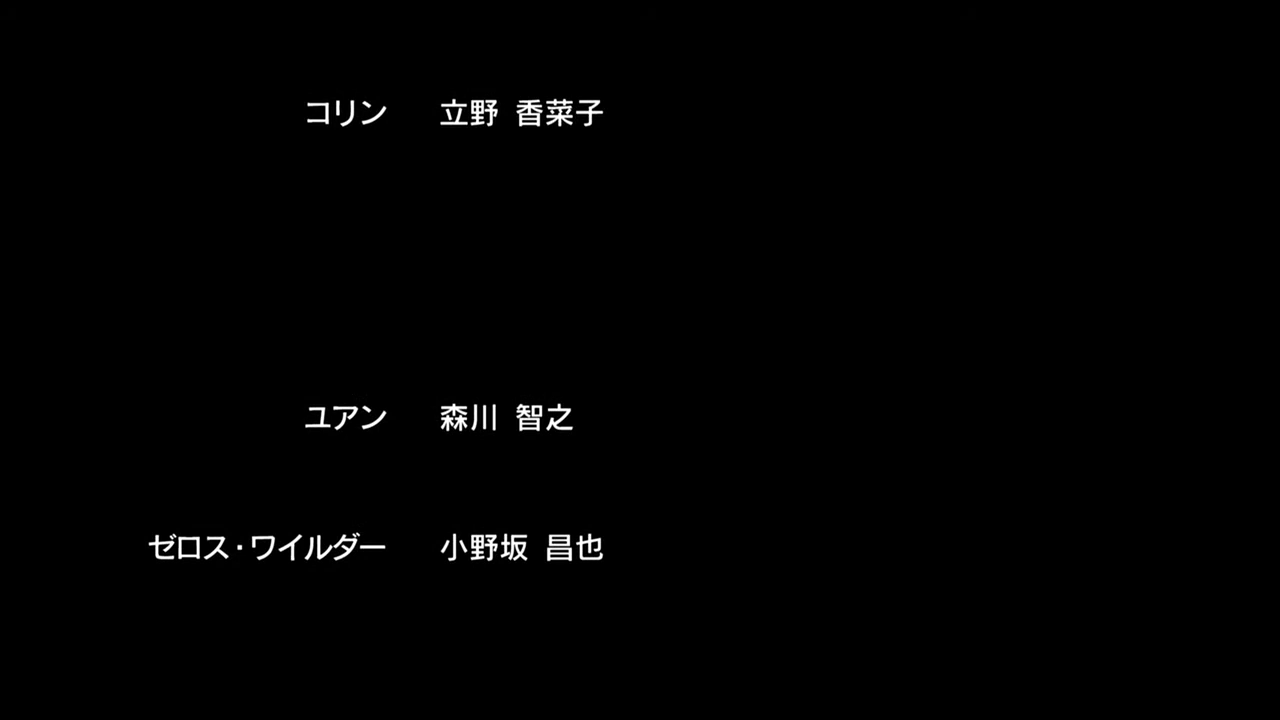 コリン 立野 香菜子
ユアン 森川 智之
ゼロス・ワイルダー 小野坂 昌也